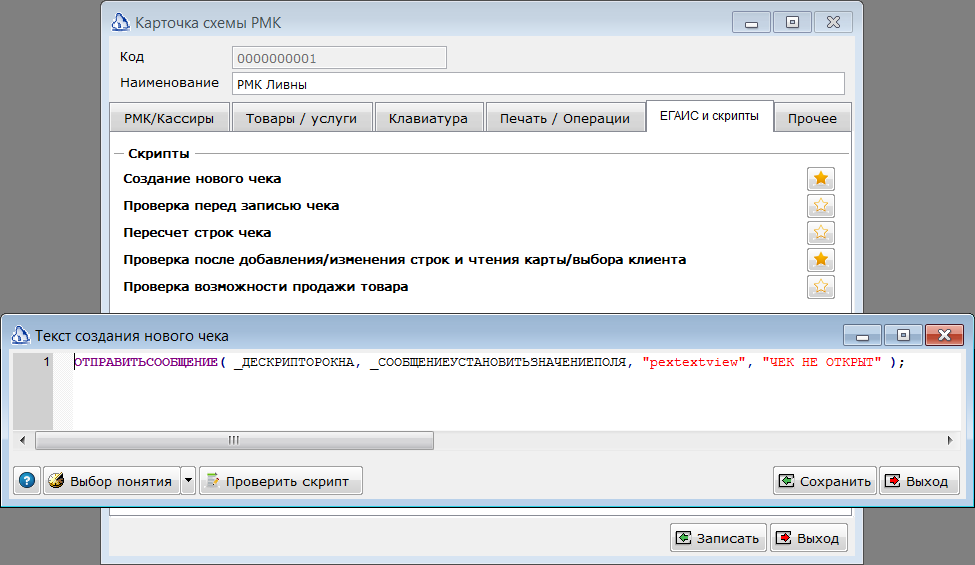 Карточка схемы РМК
Код 0000000001
Наименование РМК Ливны
РМК/Кассиры Товары / услуги Клавиатура Печать / Операции ЕГАИС и скрипты Прочее
Скрипты
Создание нового чека
Проверка перед записью чека
Пересчет строк чека
Проверка после добавления/изменения строк и чтения карты/выбора клиента
Проверка возможности продажи товара
Текст создания нового чека
1 ОТПРАВИТЬСООБЩЕНИЕ( _ДЕСКРИПТОРОКНА, _СООБЩЕНИЕУСТАНОВИТЬЗНАЧЕНИЕПОЛЯ, "pextextview", "ЧЕК НЕ ОТКРЫТ" );
? Выбор понятия Проверить скрипт Сохранить Выход
Записать Выход